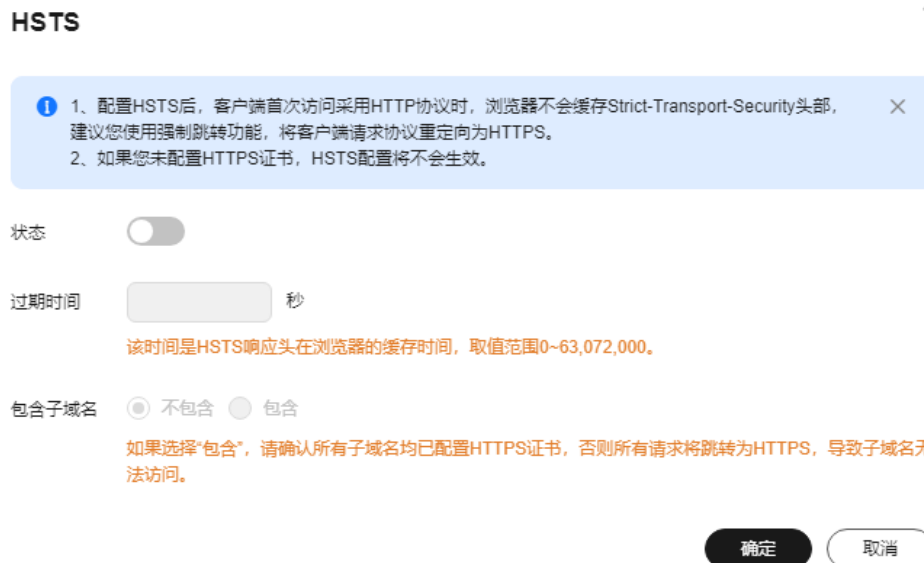 HSTS
1、配置HSTS后，客户端首次访问采用HTTP协议时，浏览器不会缓存Strict-Transport-Security头部，
建议您使用强制跳转功能，将客户端请求协议重定向为HTTPS。
2、如果您未配置HTTPS证书，HSTS配置将不会生效。
状态
过期时间 秒
该时间是HSTS响应头在浏览器的缓存时间，取值范围0~63,072,000。
包含子域名 不包含 包含
如果选择“包含”，请确认所有子域名均已配置HTTPS证书，否则所有请求将跳转为HTTPS，导致子域名无
法访问。
确定 取消